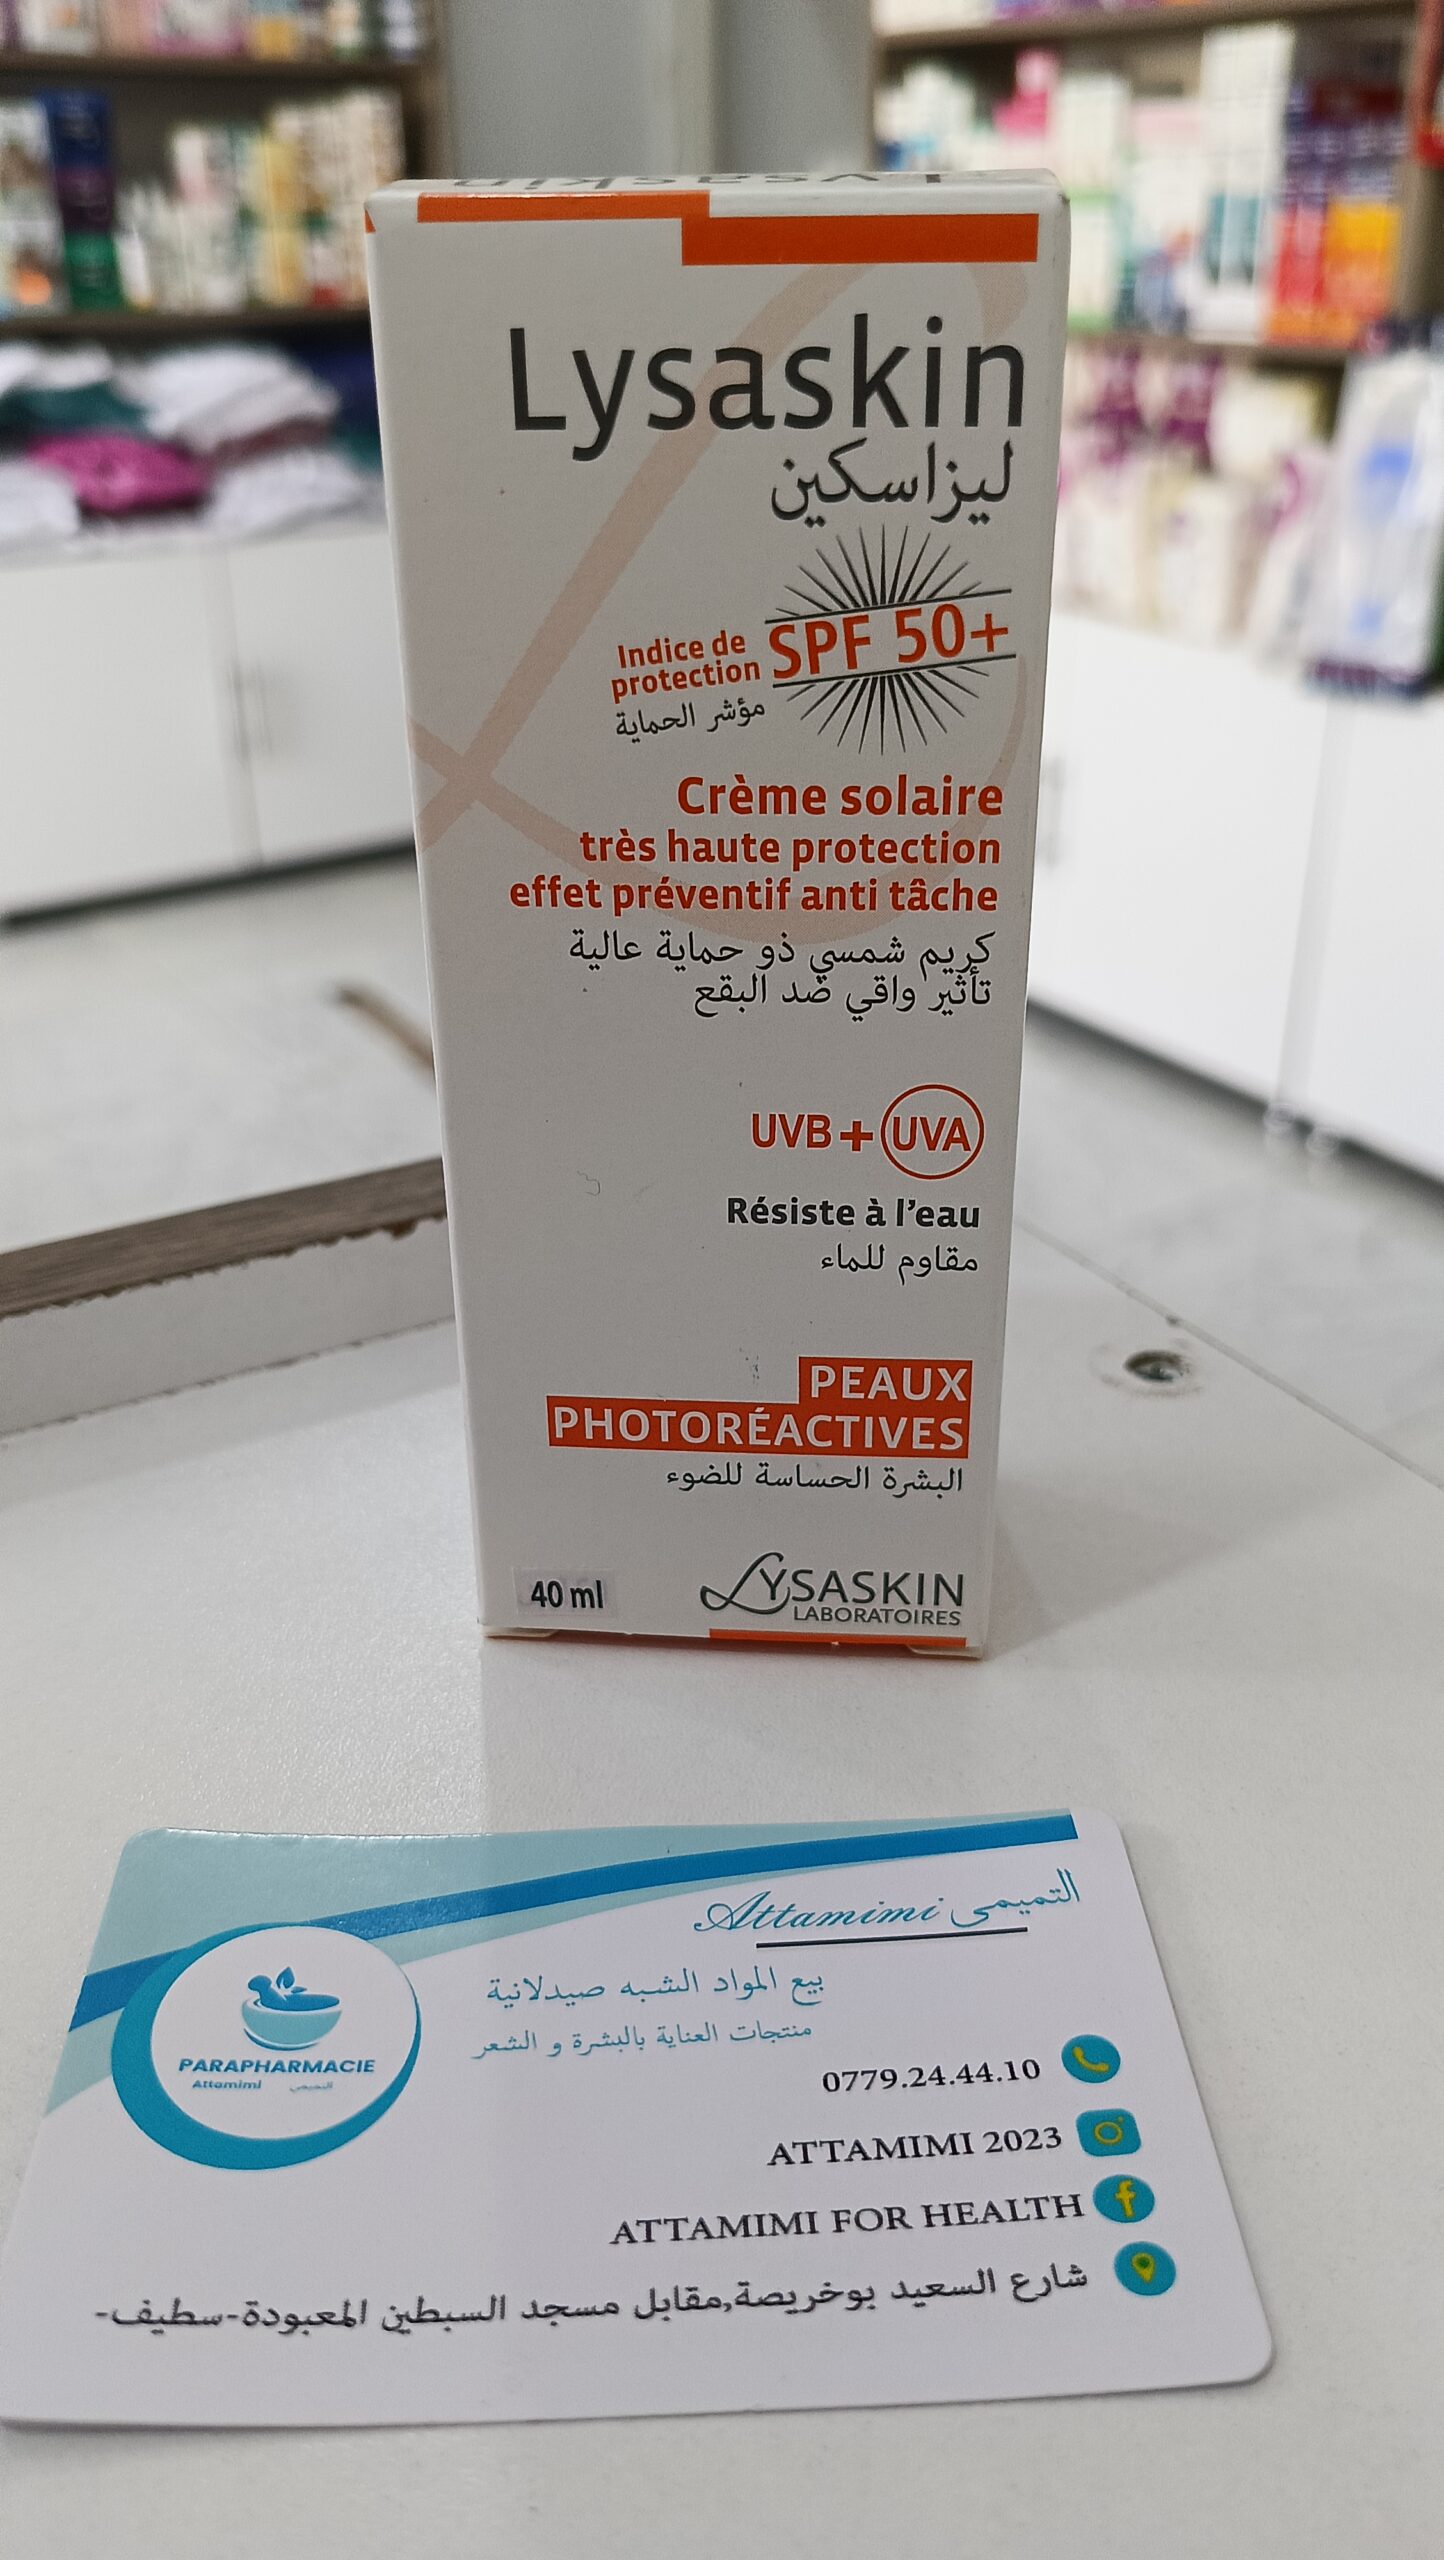 Lysaskin
Lysaskin
ليزاسكين
Indice de
protection
SPF 50+
مؤشر الحماية
Crème solaire
très haute protection
effet préventif anti tâche
كريم شمسي ذو حماية عالية
تأثير واقي ضد البقع
UVB + UVA
Résiste à l'eau
مقاوم للماء
PEAUX
PHOTORÉACTIVES
البشرة الحساسة للضوء
40 ml
LYSASKIN
LABORATOIRES
Attamimi التميمي
بيع المواد الشبه صيدلانية
منتجات العناية بالبشرة و الشعر
PARAPHARMACIE
Attamimi التميمي
0779.24.44.10
ATTAMIMI 2023
ATTAMIMI FOR HEALTH
شارع السعيد بوخريصة,مقابل مسجد السبطين المعبودة-سطيف-